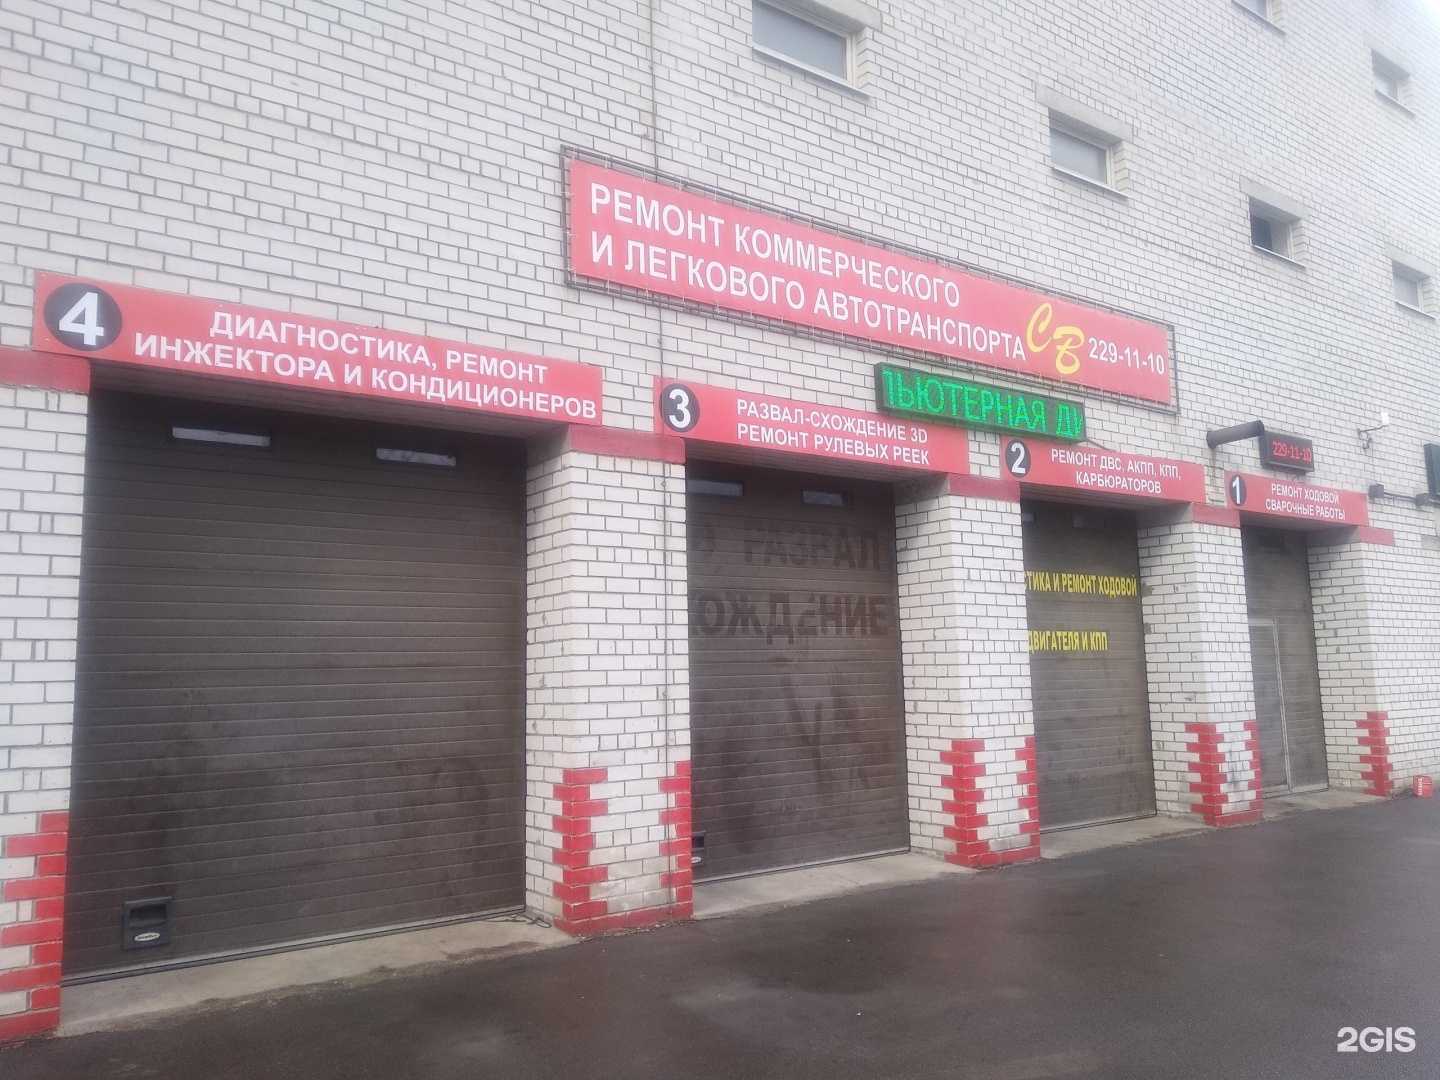 РЕМОНТ КОММЕРЧЕСКОГО
И ЛЕГКОВОГО АВТОТРАНСПОРТА
СВ
229-11-10
4
ДИАГНОСТИКА, РЕМОНТ
ИНЖЕКТОРА И КОНДИЦИОНЕРОВ
3
РАЗВАЛ-СХОЖДЕНИЕ 3D
РЕМОНТ РУЛЕВЫХ РЕЕК
ПЬЮТЕРНАЯ ДИ
2
РЕМОНТ ДВС, АКПП, КПП,
КАРБЮРАТОРОВ
229-11-10
1
РЕМОНТ ХОДОВОЙ
СВАРОЧНЫЕ РАБОТЫ
РАЗВАЛ
ХОЖДЕНИЕ
СТИКА И РЕМОНТ ХОДОВОЙ
ДВИГАТЕЛЯ И КПП
2GIS